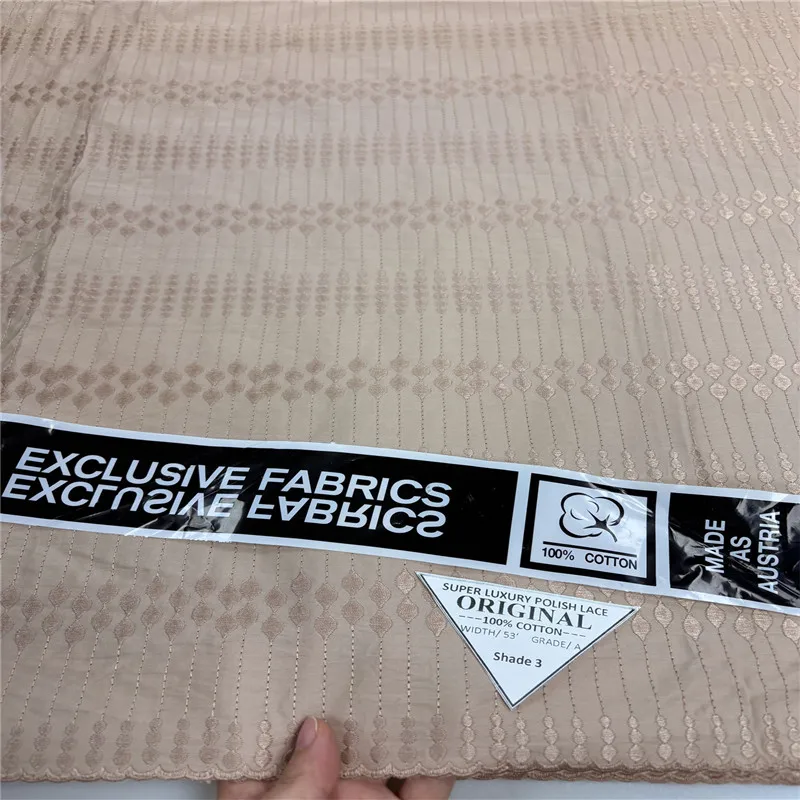 EXCLUSIVE FABRICS
EXCLUSIVE FABRICS
100% COTTON
MADE
AS
AUSTRIA
SUPER LUXURY POLISH LACE
ORIGINAL
---100% COTTON---
WIDTH/ 53' GRADE/ A
Shade 3